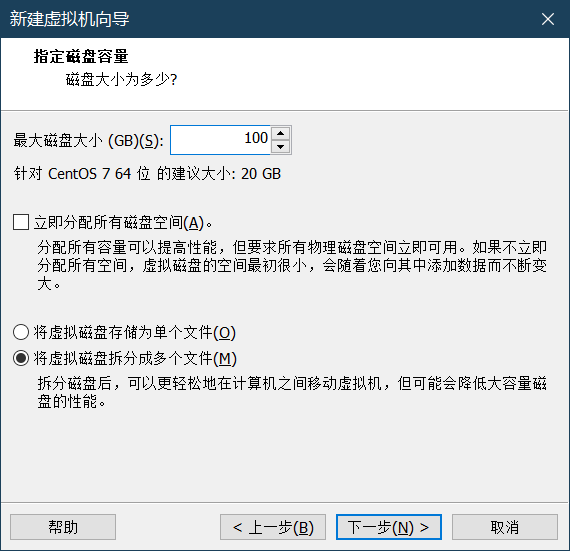 新建虚拟机向导
指定磁盘容量
磁盘大小为多少?
最大磁盘大小 (GB)(S): 100
针对 CentOS 7 64 位 的建议大小: 20 GB
立即分配所有磁盘空间(A)。
分配所有容量可以提高性能，但要求所有物理磁盘空间立即可用。如果不立即
分配所有空间，虚拟磁盘的空间最初很小，会随着您向其中添加数据而不断变
大。
将虚拟磁盘存储为单个文件(O)
将虚拟磁盘拆分成多个文件(M)
拆分磁盘后，可以更轻松地在计算机之间移动虚拟机，但可能会降低大容量磁
盘的性能。
帮助 < 上一步(B) 下一步(N) > 取消